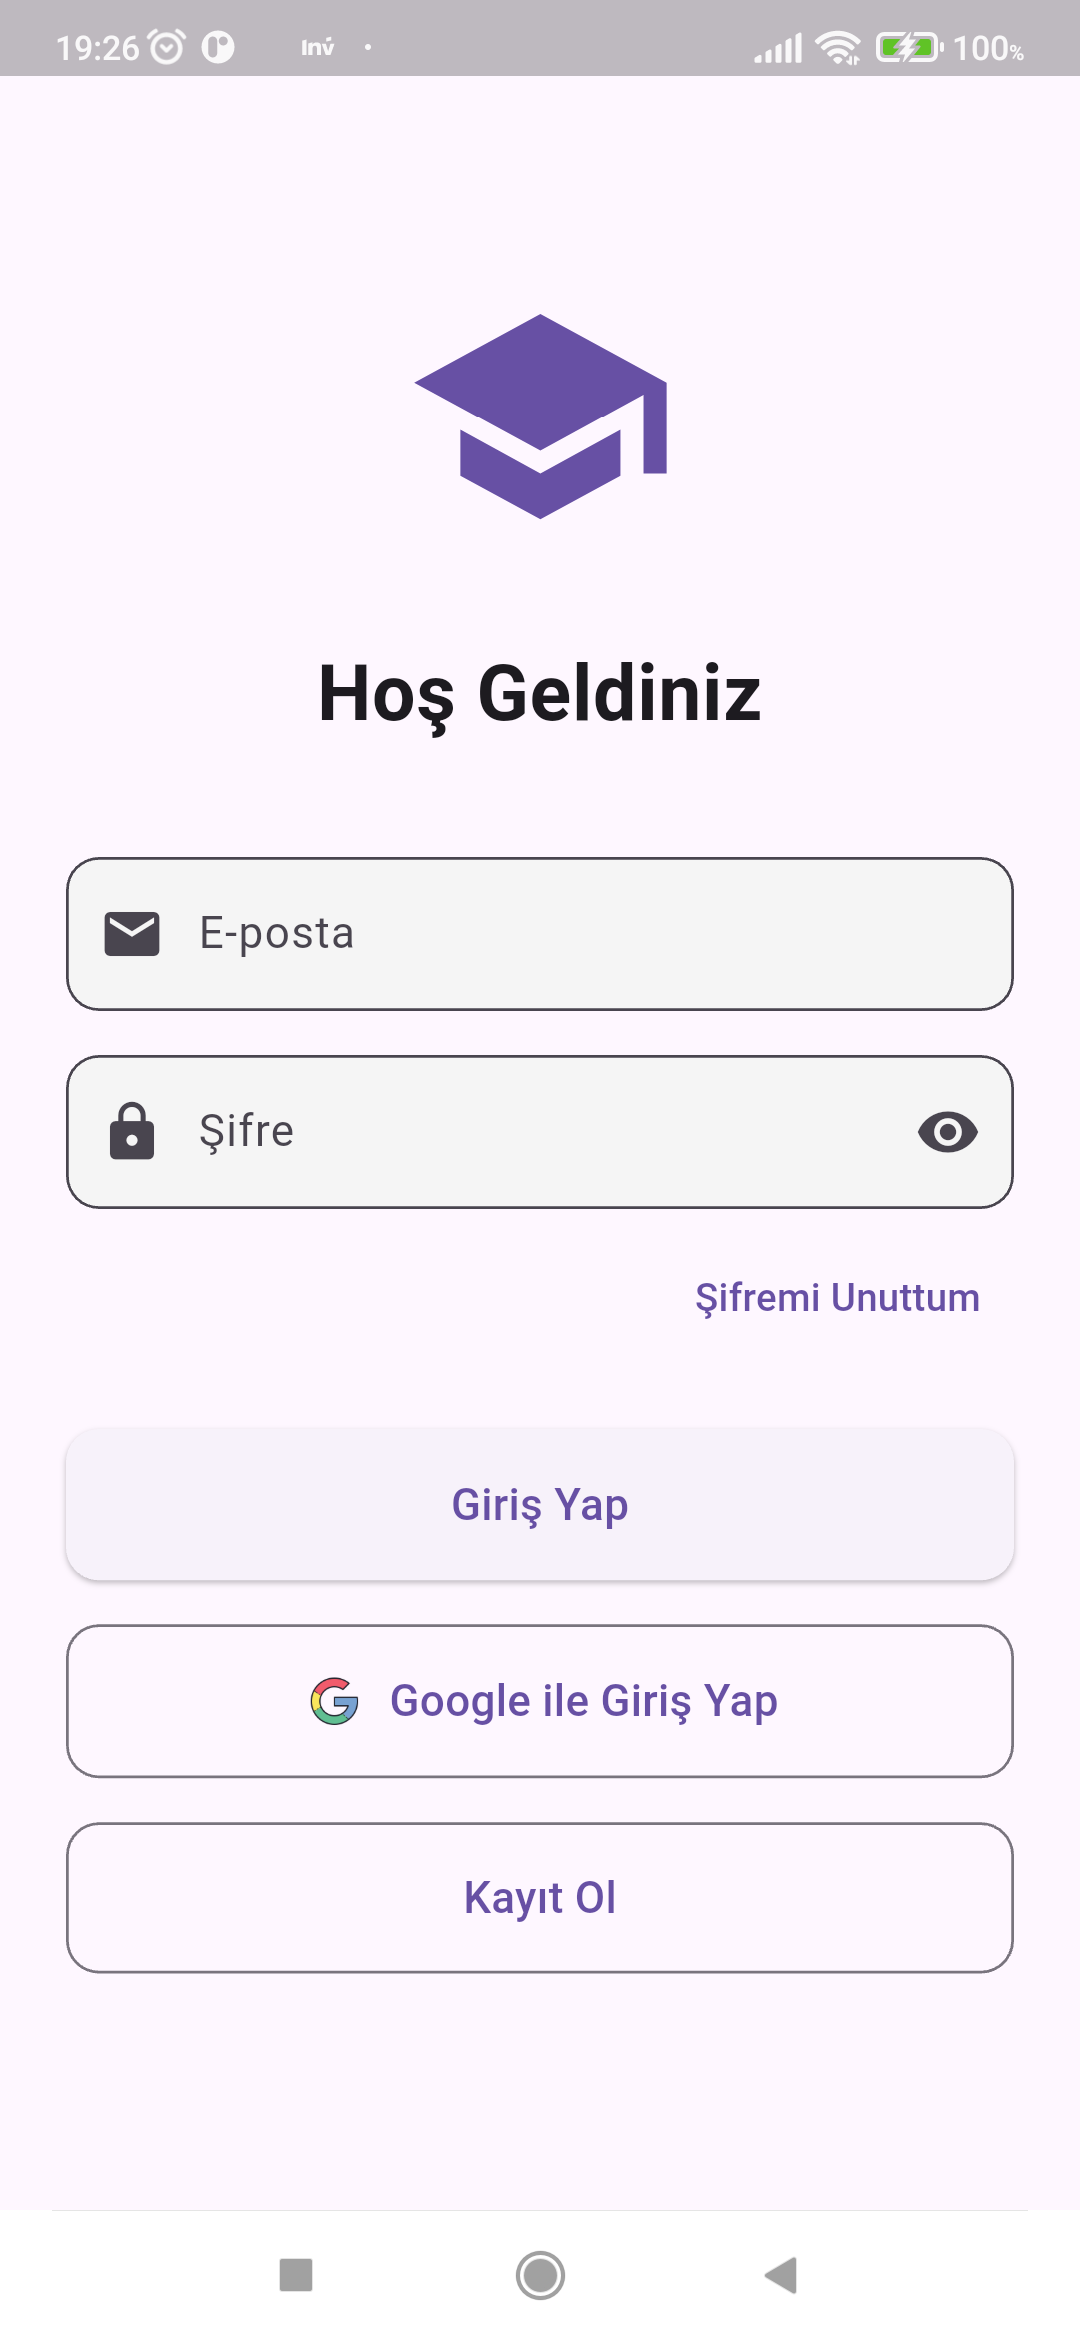 19:26 Inv 100%
Hoş Geldiniz
E-posta
Şifre
Şifremi Unuttum
Giriş Yap
Google ile Giriş Yap
Kayıt Ol